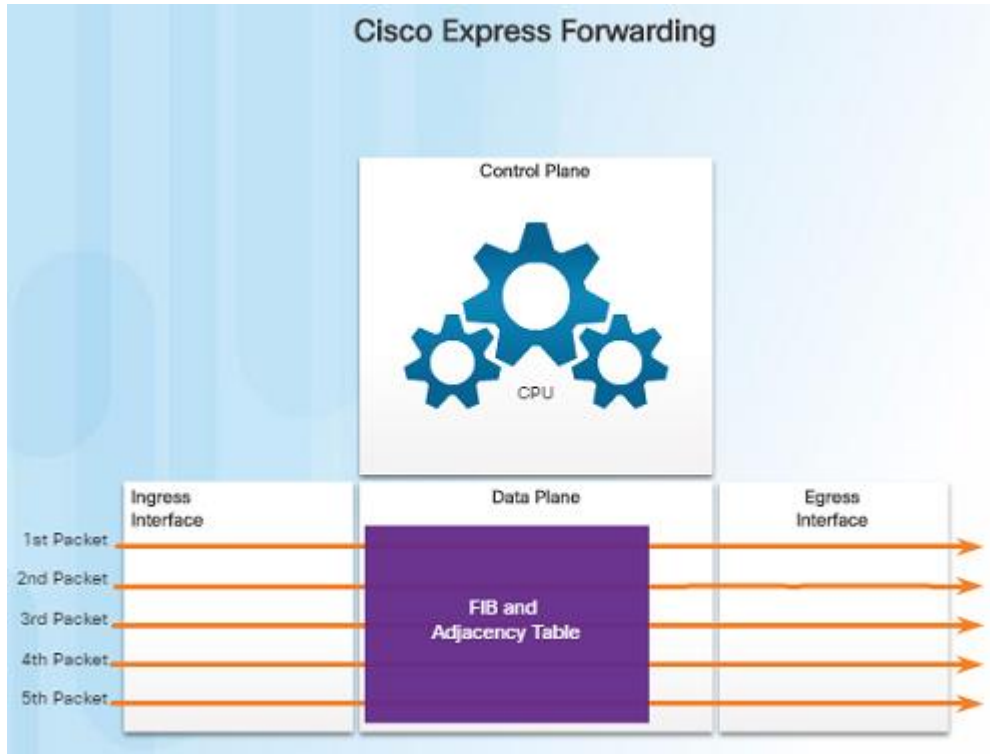 Cisco Express Forwarding
Control Plane
CPU
Ingress
Interface
Data Plane
Egress
Interface
1st Packet
2nd Packet
3rd Packet
4th Packet
5th Packet
FIB and
Adjacency Table